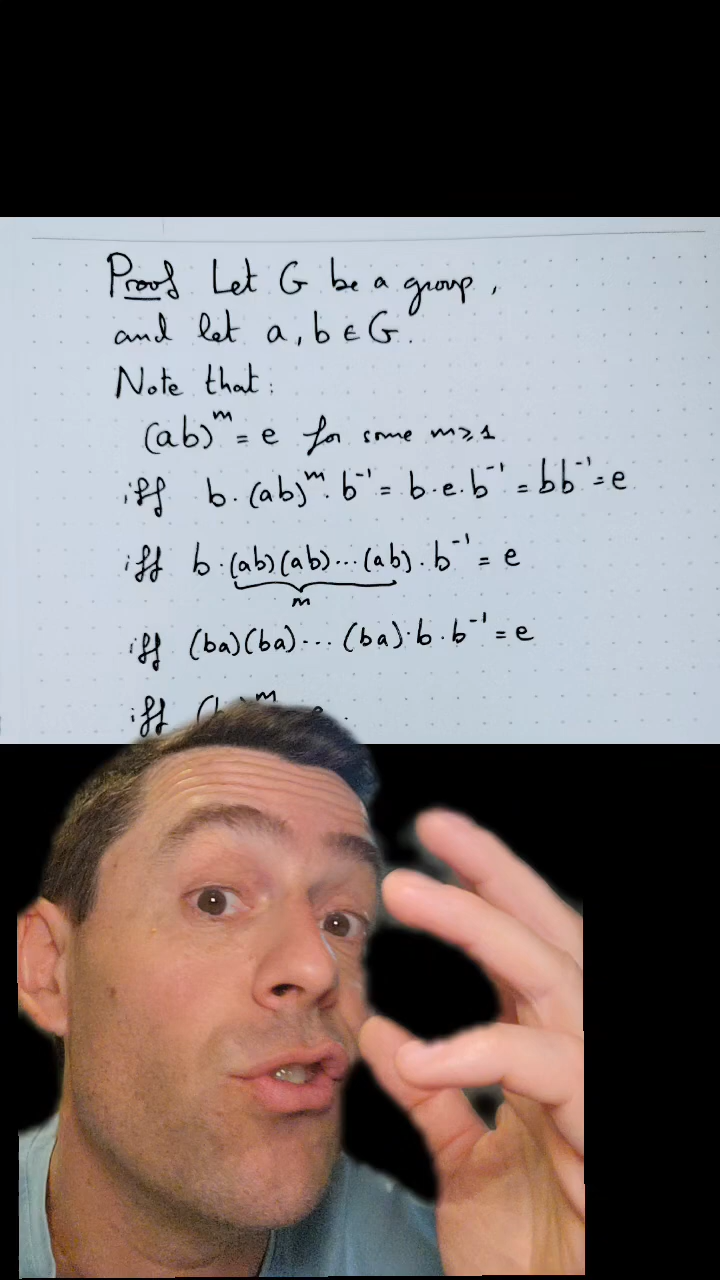 Proof Let G be a group,
and let a, b ∈ G.
Note that:
(ab)^m = e for some m ≥ 1
iff b · (ab)^m · b^-1 = b · e · b^-1 = bb^-1 = e
iff b · (ab)(ab) ··· (ab) · b^-1 = e
m
iff (ba)(ba) ··· (ba) · b · b^-1 = e
iff